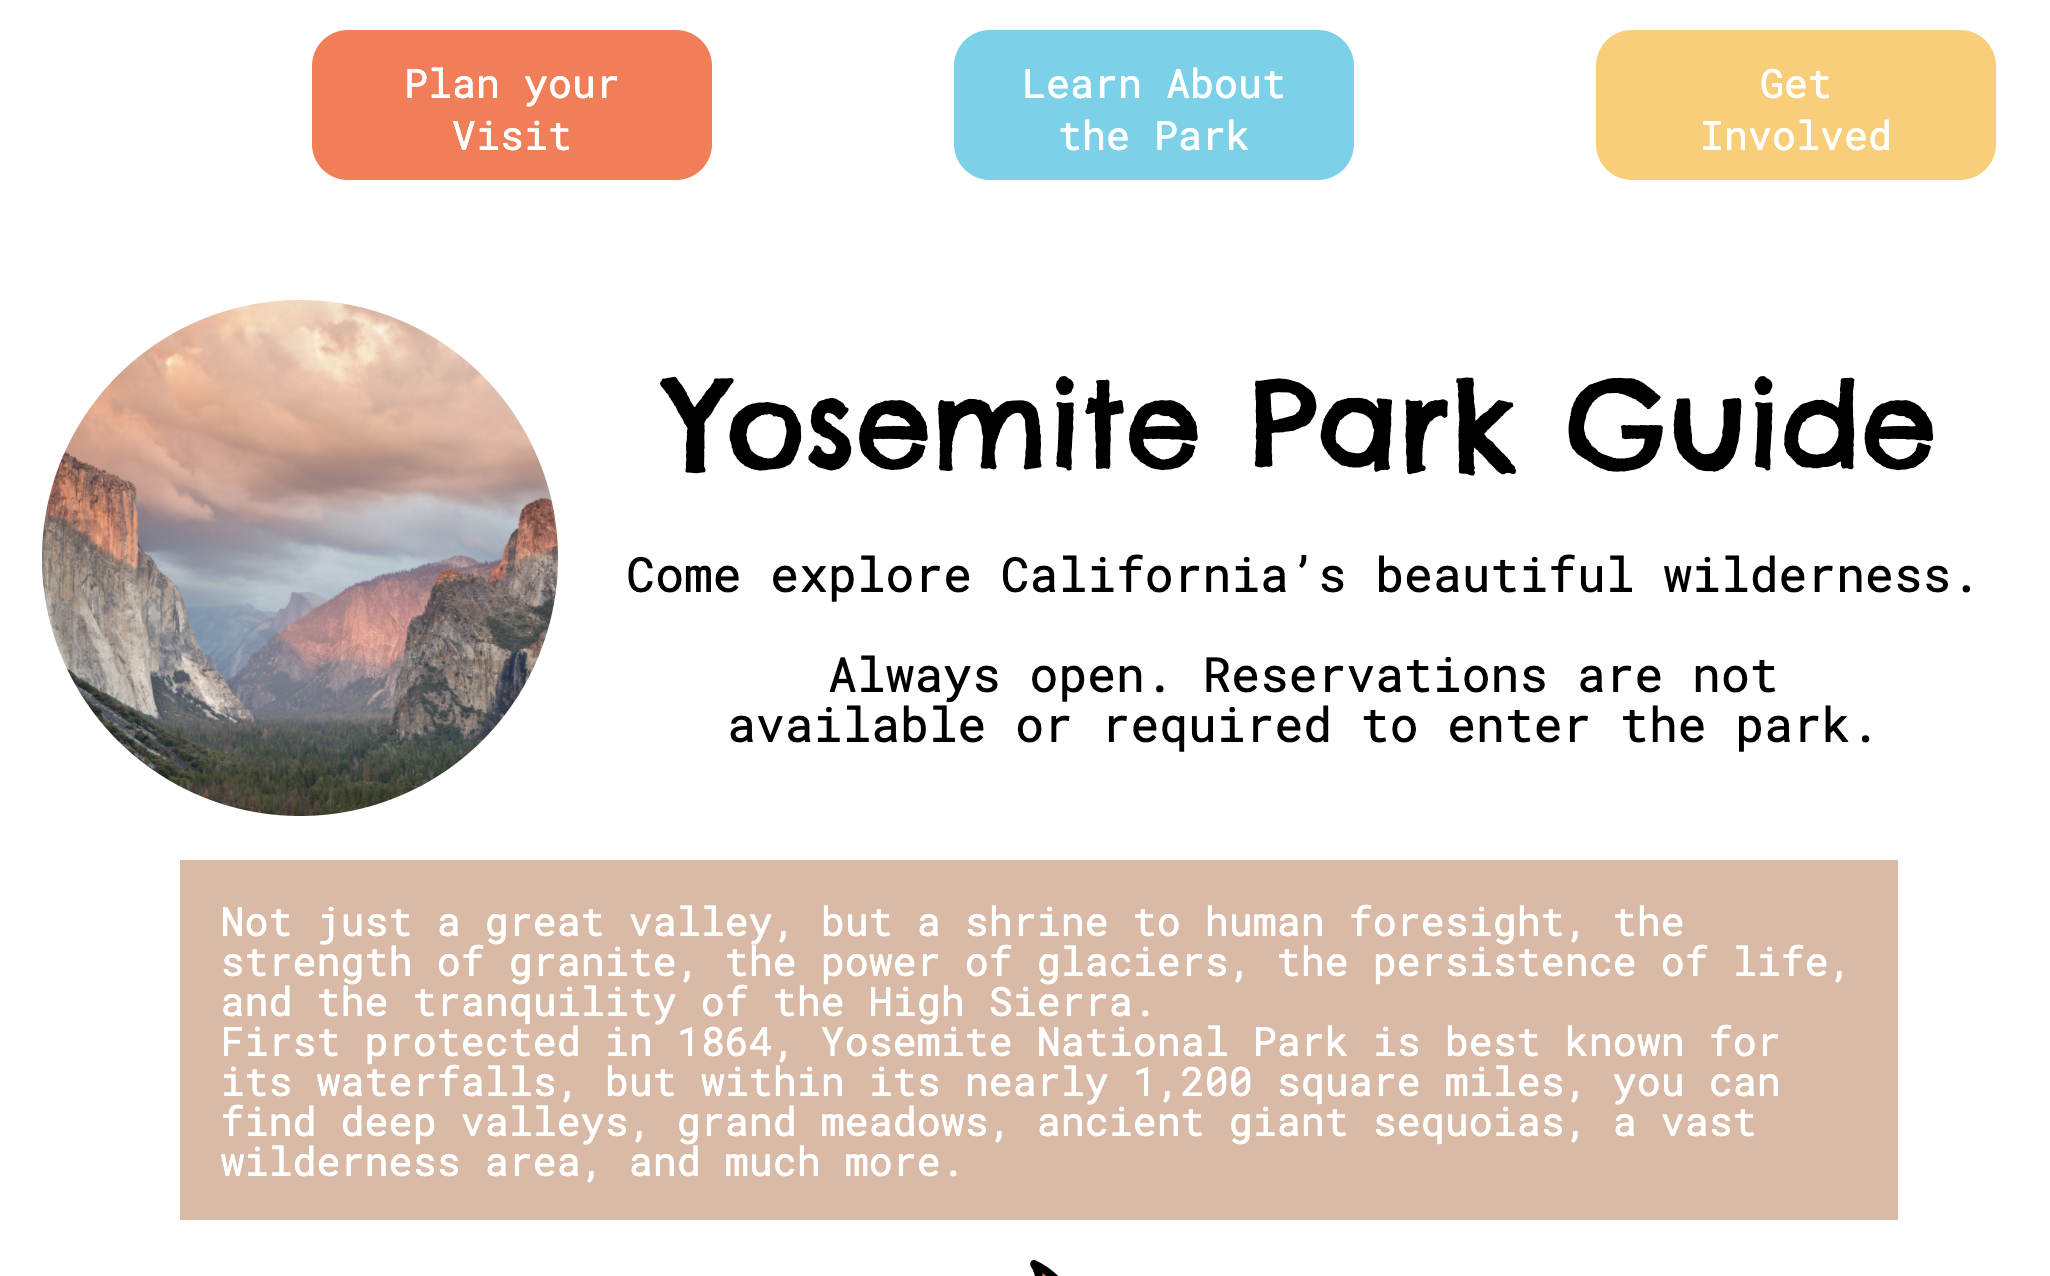 Plan your
Visit
Learn About
the Park
Get
Involved
Yosemite Park Guide
Come explore California’s beautiful wilderness.
Always open. Reservations are not
available or required to enter the park.
Not just a great valley, but a shrine to human foresight, the
strength of granite, the power of glaciers, the persistence of life,
and the tranquility of the High Sierra.
First protected in 1864, Yosemite National Park is best known for
its waterfalls, but within its nearly 1,200 square miles, you can
find deep valleys, grand meadows, ancient giant sequoias, a vast
wilderness area, and much more.